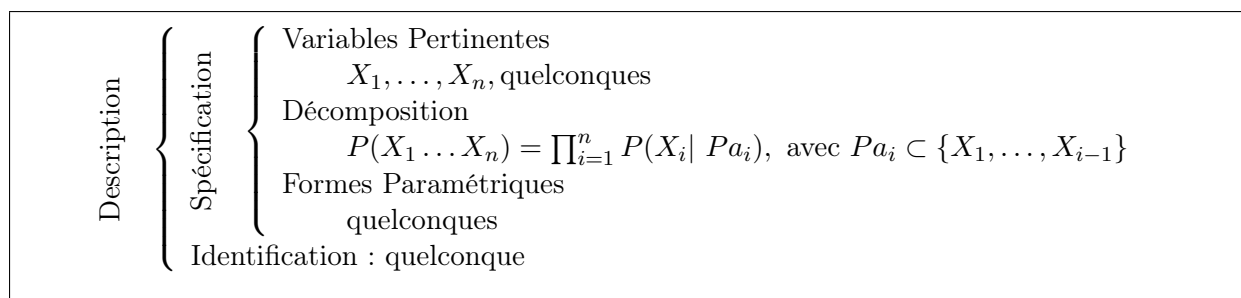 Description
Spécification
Variables Pertinentes
X_1, . . . , X_n, quelconques
Décomposition
P(X_1 . . . X_n) = ∏_{i=1}^{n} P(X_i| Pa_i), avec Pa_i ⊂ {X_1, . . . , X_{i−1}}
Formes Paramétriques
quelconques
Identification : quelconque